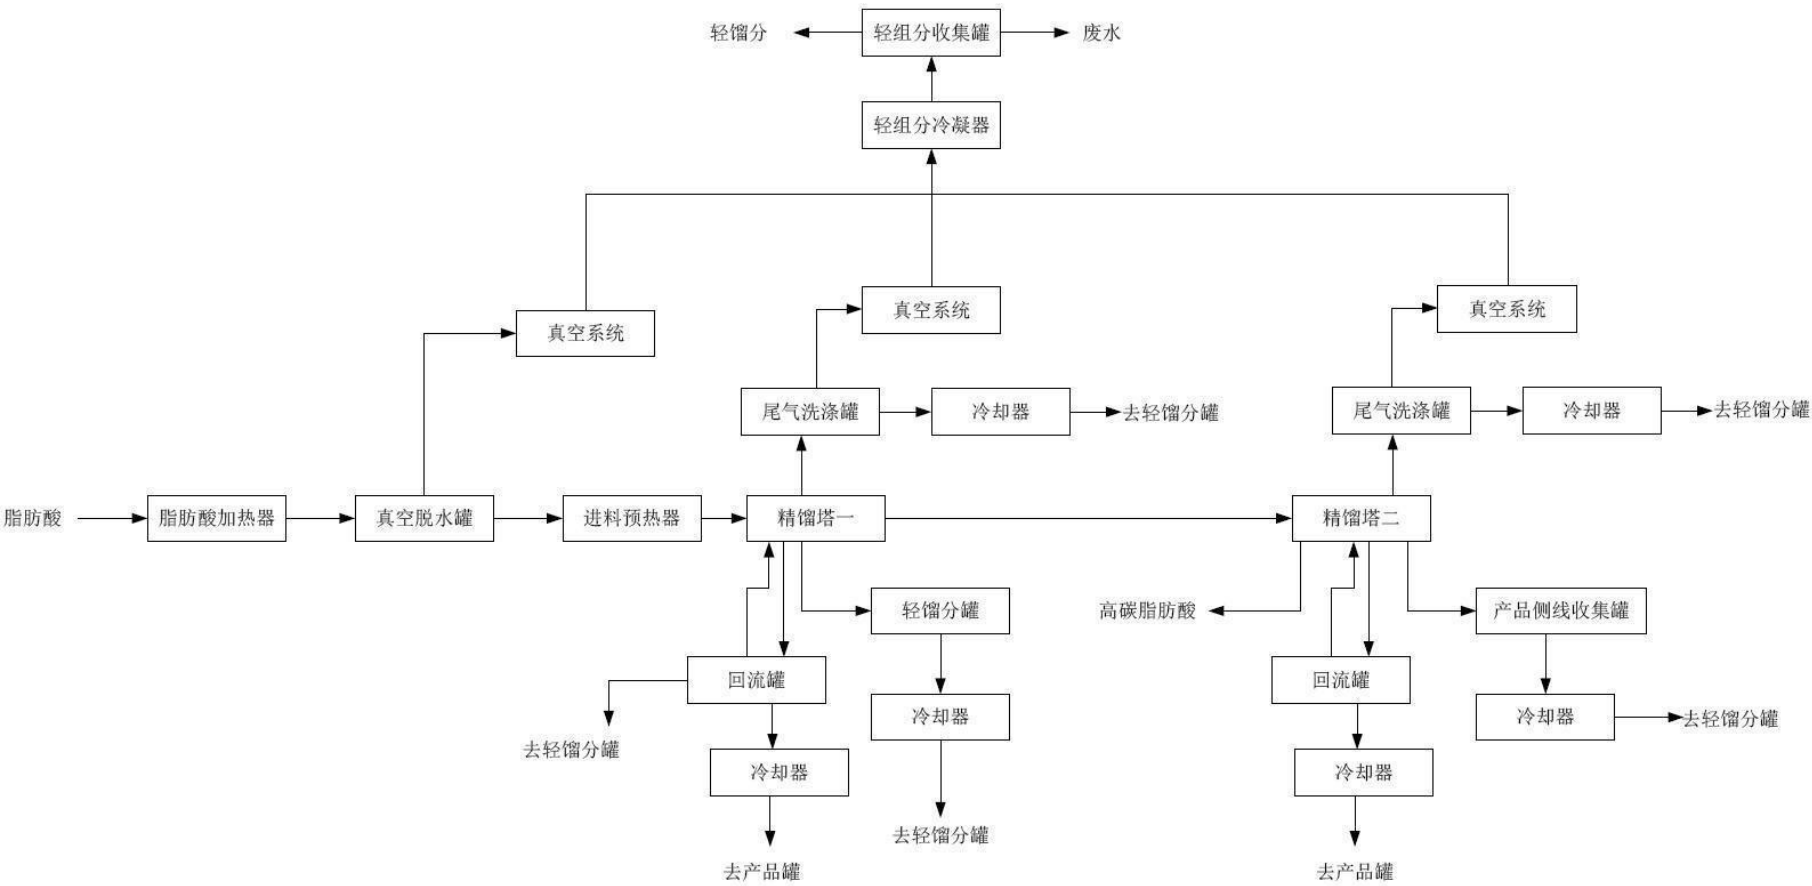 轻馏分
轻组分收集罐
废水
轻组分冷凝器
真空系统
真空系统
真空系统
尾气洗涤罐
冷却器
去轻馏分罐
尾气洗涤罐
冷却器
去轻馏分罐
脂肪酸
脂肪酸加热器
真空脱水罐
进料预热器
精馏塔一
精馏塔二
轻馏分罐
高碳脂肪酸
产品侧线收集罐
回流罐
回流罐
冷却器
冷却器
去轻馏分罐
去轻馏分罐
冷却器
冷却器
去轻馏分罐
去产品罐
去产品罐